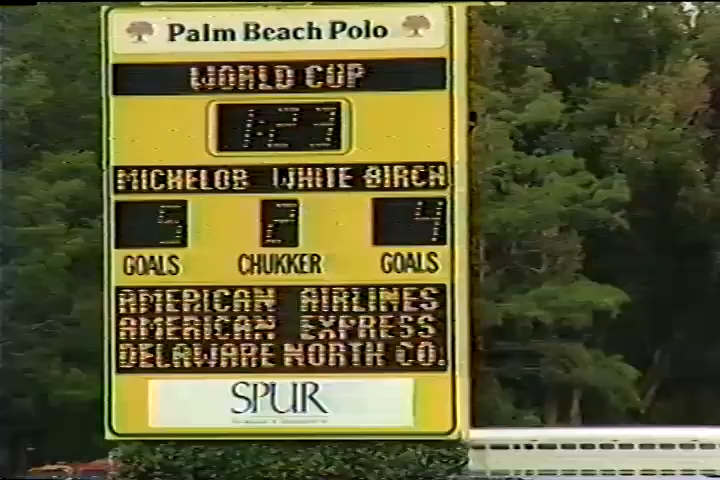 Palm Beach Polo
WORLD CUP
1:23
MICHELOB WHITE BIRCH
5 2 4
GOALS CHUKKER GOALS
AMERICAN AIRLINES
AMERICAN EXPRESS
DELAWARE NORTH CO.
SPUR